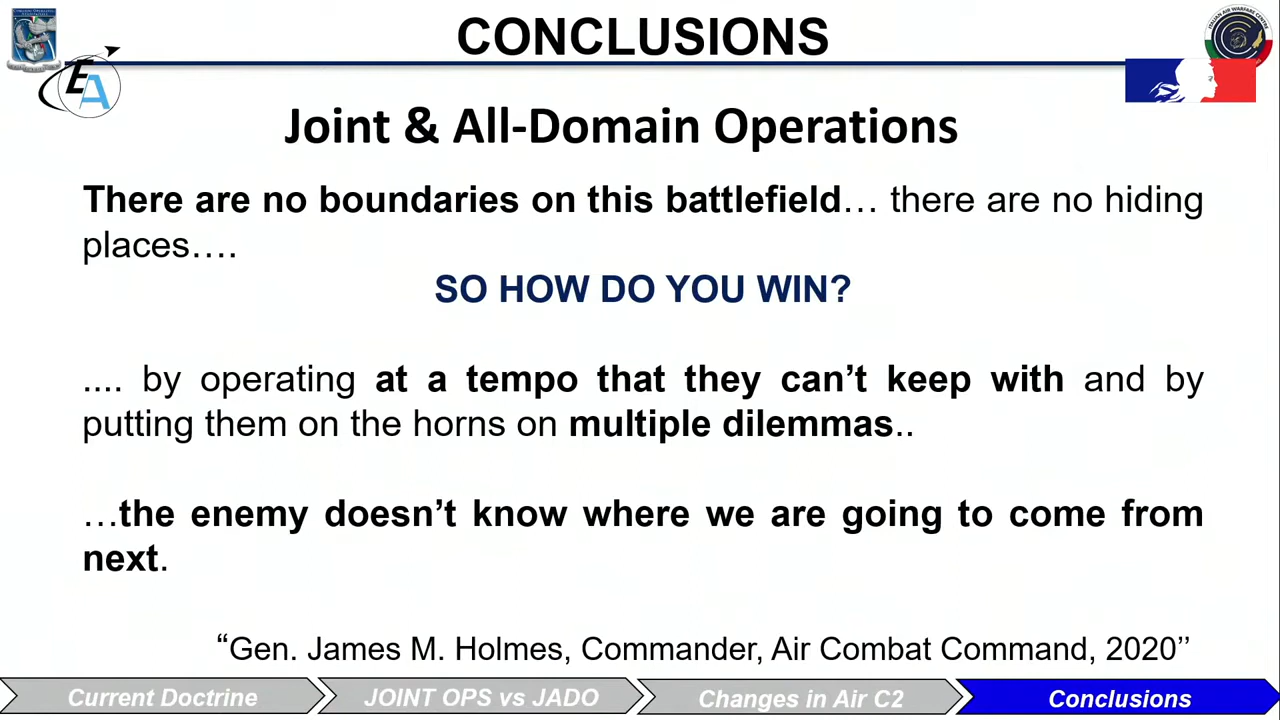 CONCLUSIONS
EA
Joint & All-Domain Operations
There are no boundaries on this battlefield… there are no hiding
places….
SO HOW DO YOU WIN?
.... by operating at a tempo that they can’t keep with and by
putting them on the horns on multiple dilemmas..
…the enemy doesn’t know where we are going to come from
next.
“Gen. James M. Holmes, Commander, Air Combat Command, 2020’’
Current Doctrine
JOINT OPS vs JADO
Changes in Air C2
Conclusions